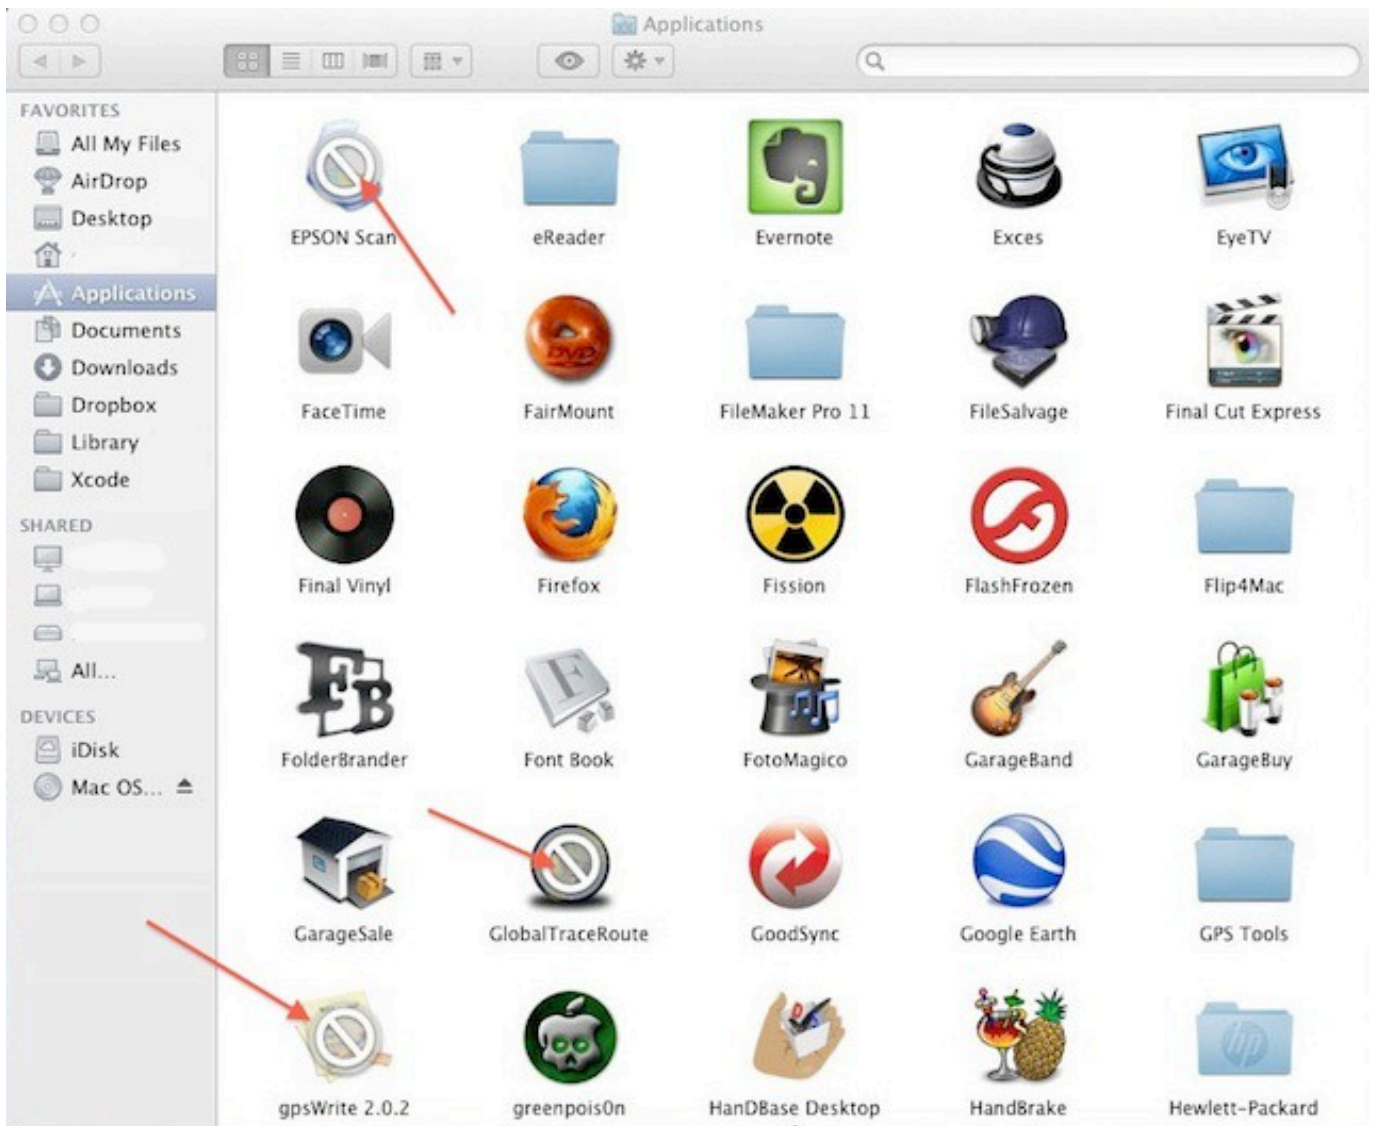 Applications
FAVORITES
All My Files
AirDrop
Desktop
Applications
Documents
Downloads
Dropbox
Library
Xcode
SHARED
All...
DEVICES
iDisk
Mac OS...
EPSON Scan
eReader
Evernote
Exces
EyeTV
FaceTime
DVD
FairMount
FileMaker Pro 11
FileSalvage
Final Cut Express
Final Vinyl
Firefox
Fission
FlashFrozen
Flip4Mac
FB
FolderBrander
F
Font Book
FotoMagico
GarageBand
GarageBuy
GarageSale
GlobalTraceRoute
GoodSync
Google Earth
GPS Tools
gpsWrite 2.0.2
greenpois0n
HanDBase Desktop
HandBrake
hp
Hewlett-Packard